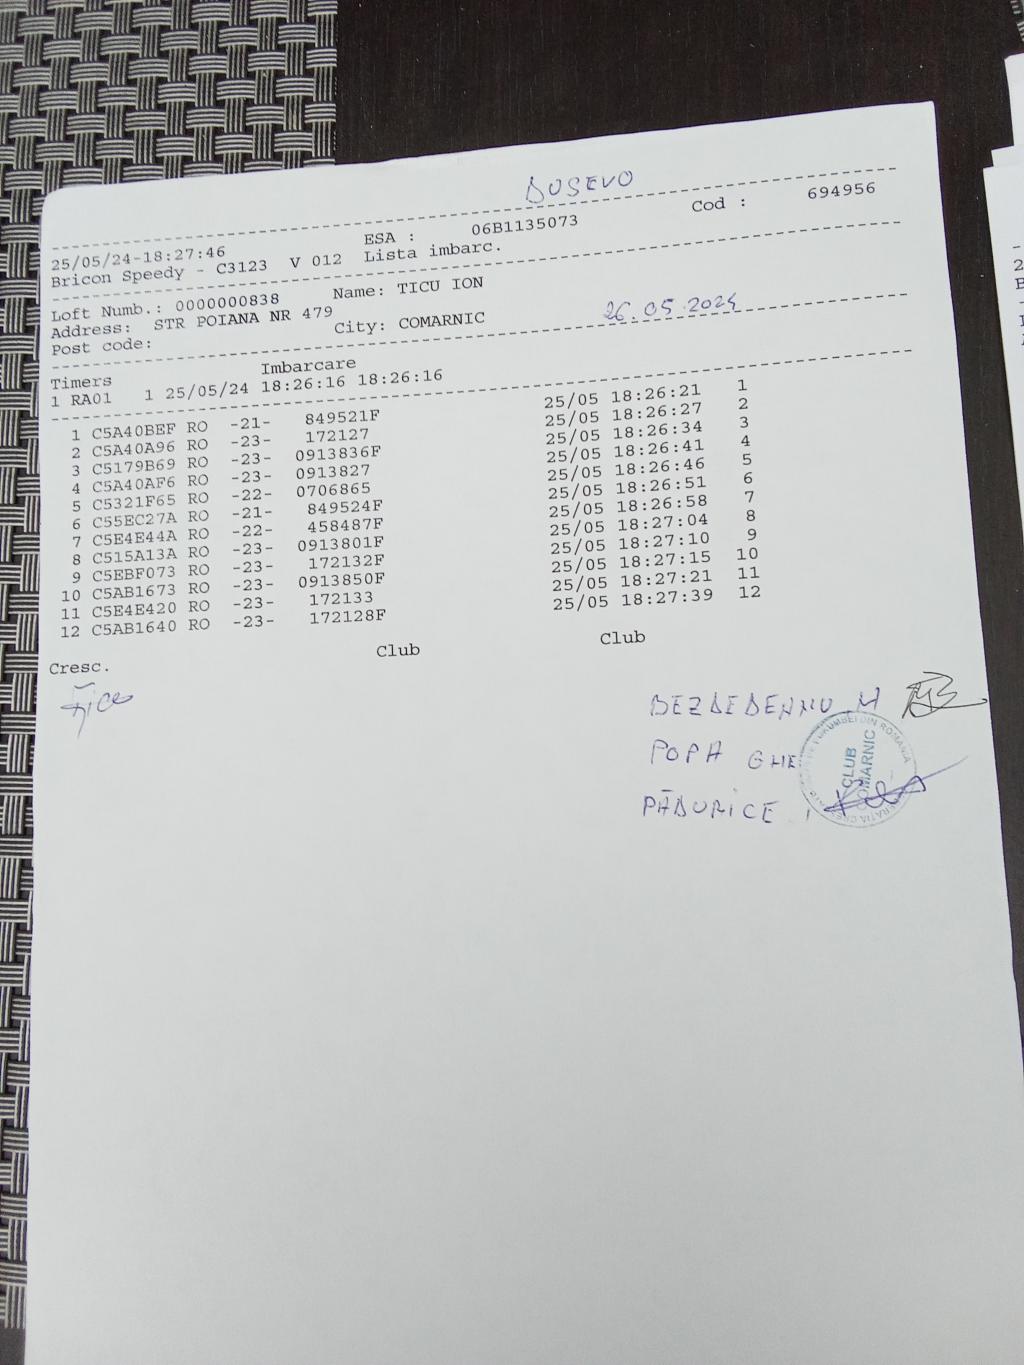 DUSEVO
25/05/24-18:27:46 ESA : 06B1135073 Cod : 694956
Bricon Speedy - C3123 V 012 Lista imbarc.
Loft Numb.: 0000000838 Name: TICU ION
Address: STR POIANA NR 479
Post code: City: COMARNIC
26.05.2024
Timers Imbarcare
1 RA01 1 25/05/24 18:26:16 18:26:16
1 C5A40BEF RO -21- 849521F 25/05 18:26:21 1
2 C5A40A96 RO -23- 172127 25/05 18:26:27 2
3 C5179B69 RO -23- 0913836F 25/05 18:26:34 3
4 C5A40AF6 RO -23- 0913827 25/05 18:26:41 4
5 C5321F65 RO -22- 0706865 25/05 18:26:46 5
6 C55EC27A RO -21- 849524F 25/05 18:26:51 6
7 C5E4E44A RO -22- 458487F 25/05 18:26:58 7
8 C515A13A RO -23- 0913801F 25/05 18:27:04 8
9 C5EBF073 RO -23- 172132F 25/05 18:27:10 9
10 C5AB1673 RO -23- 0913850F 25/05 18:27:15 10
11 C5E4E420 RO -23- 172133 25/05 18:27:21 11
12 C5AB1640 RO -23- 172128F 25/05 18:27:39 12
Cresc. Club Club
BEZDEDEANU M
POPA GHE
PĂDURICE
CLUB
COMARNIC